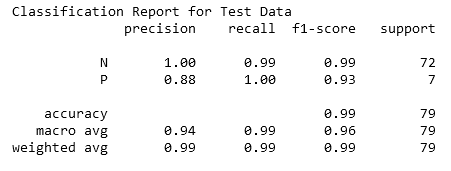 Classification Report for Test Data
precision recall f1-score support
N 1.00 0.99 0.99 72
P 0.88 1.00 0.93 7
accuracy 0.99 79
macro avg 0.94 0.99 0.96 79
weighted avg 0.99 0.99 0.99 79